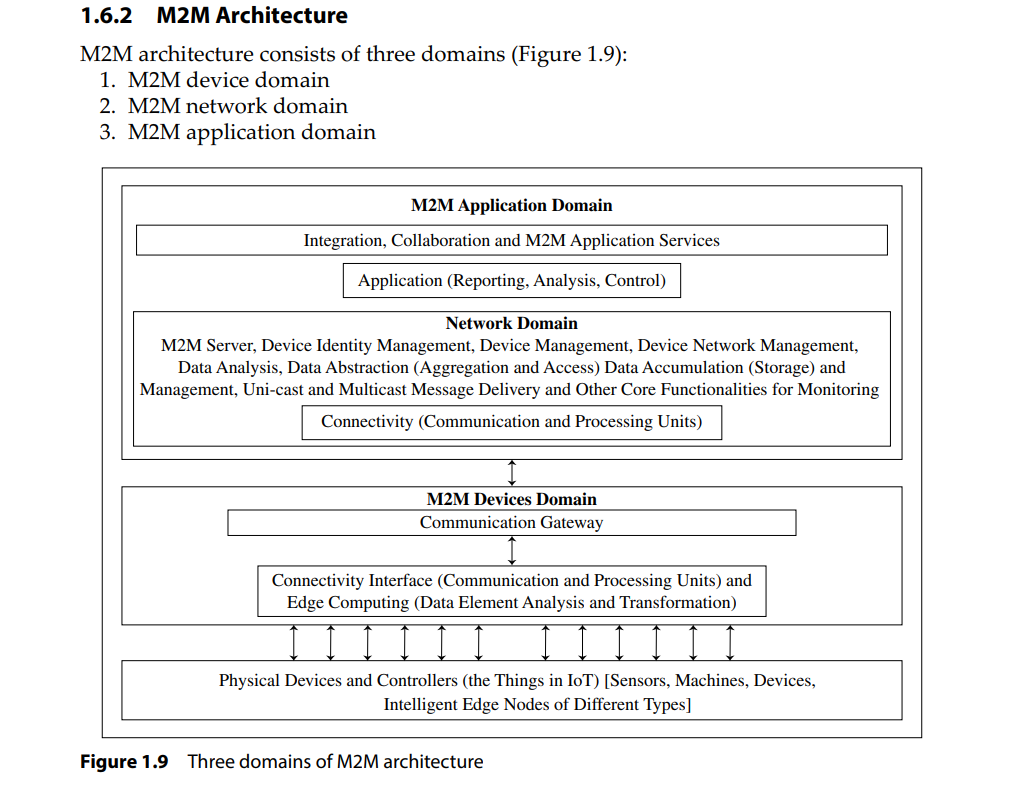 1.6.2 M2M Architecture
M2M architecture consists of three domains (Figure 1.9):
1. M2M device domain
2. M2M network domain
3. M2M application domain
M2M Application Domain
Integration, Collaboration and M2M Application Services
Application (Reporting, Analysis, Control)
Network Domain
M2M Server, Device Identity Management, Device Management, Device Network Management,
Data Analysis, Data Abstraction (Aggregation and Access) Data Accumulation (Storage) and
Management, Uni-cast and Multicast Message Delivery and Other Core Functionalities for Monitoring
Connectivity (Communication and Processing Units)
M2M Devices Domain
Communication Gateway
Connectivity Interface (Communication and Processing Units) and
Edge Computing (Data Element Analysis and Transformation)
Physical Devices and Controllers (the Things in IoT) [Sensors, Machines, Devices,
Intelligent Edge Nodes of Different Types]
Figure 1.9 Three domains of M2M architecture